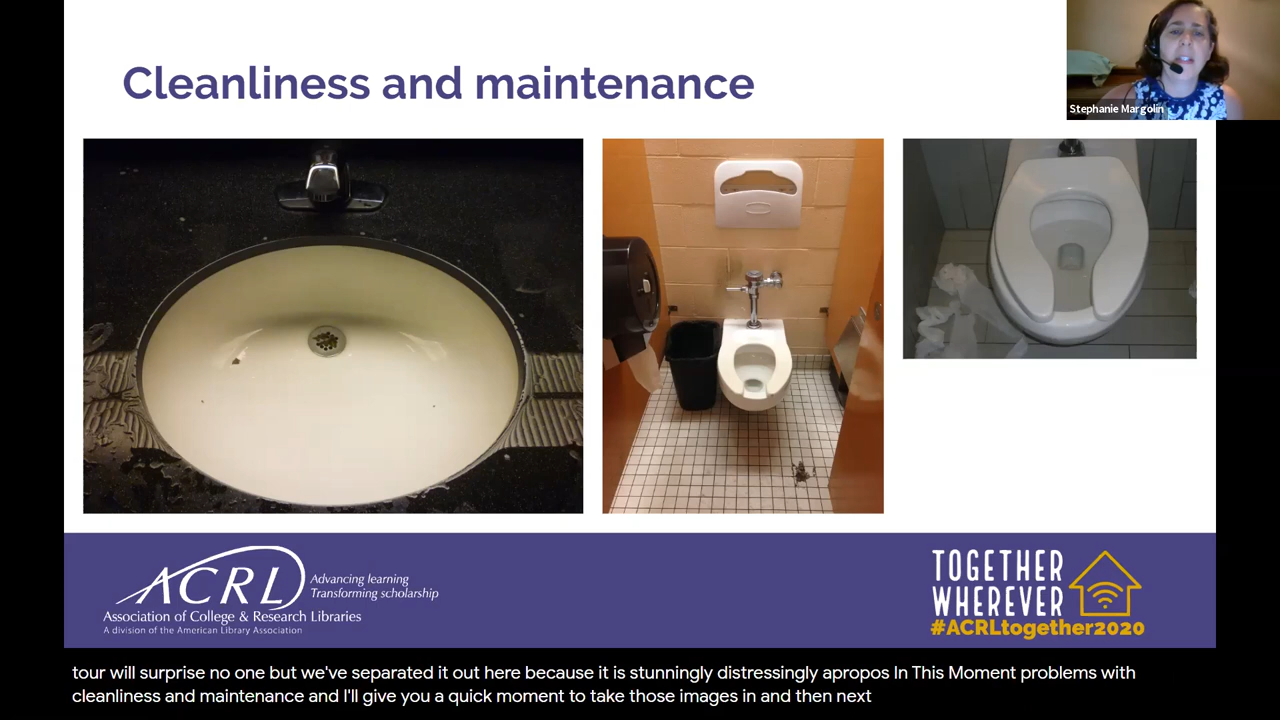 Cleanliness and maintenance
Stephanie Margolin
ACRL
Advancing learning
Transforming scholarship
Association of College & Research Libraries
A division of the American Library Association
TOGETHER
WHEREVER
#ACRLtogether2020
tour will surprise no one but we've separated it out here because it is stunningly distressingly apropos In This Moment problems with
cleanliness and maintenance and I'll give you a quick moment to take those images in and then next